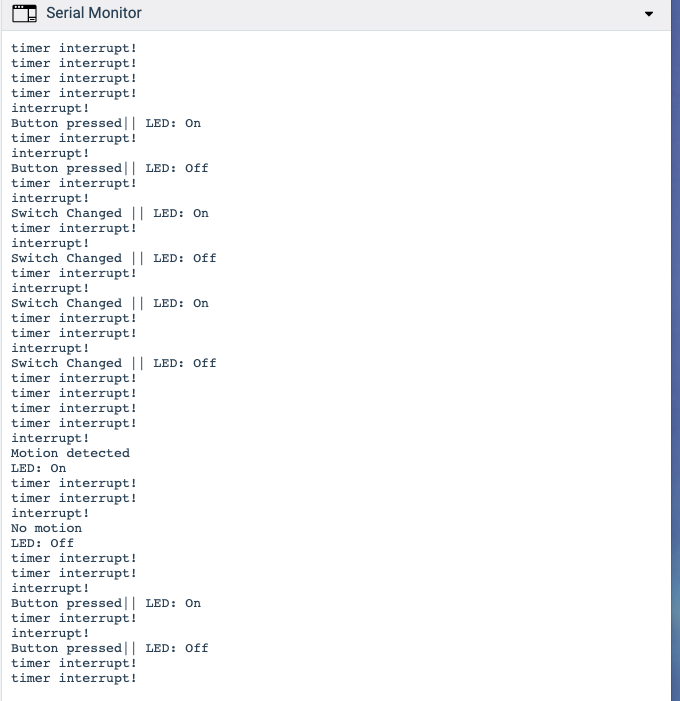 Serial Monitor
timer interrupt!
timer interrupt!
timer interrupt!
timer interrupt!
interrupt!
Button pressed|| LED: On
timer interrupt!
interrupt!
Button pressed|| LED: Off
timer interrupt!
interrupt!
Switch Changed || LED: On
timer interrupt!
interrupt!
Switch Changed || LED: Off
timer interrupt!
interrupt!
Switch Changed || LED: On
timer interrupt!
timer interrupt!
interrupt!
Switch Changed || LED: Off
timer interrupt!
timer interrupt!
timer interrupt!
timer interrupt!
interrupt!
Motion detected
LED: On
timer interrupt!
timer interrupt!
interrupt!
No motion
LED: Off
timer interrupt!
timer interrupt!
interrupt!
Button pressed|| LED: On
timer interrupt!
interrupt!
Button pressed|| LED: Off
timer interrupt!
timer interrupt!